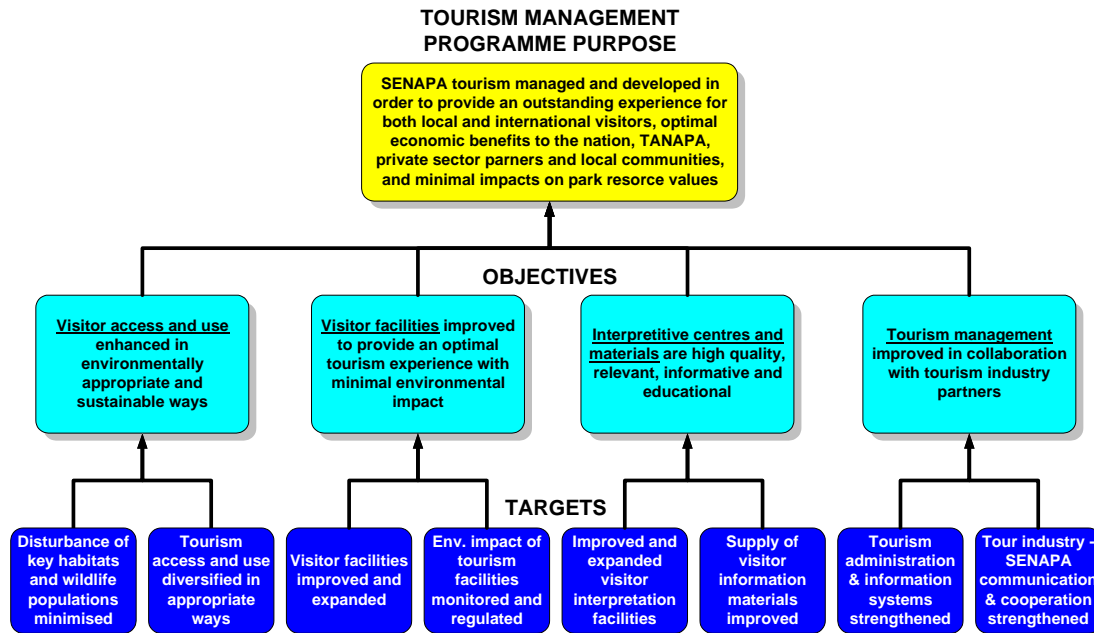 TOURISM MANAGEMENT
PROGRAMME PURPOSE
SENAPA tourism managed and developed in
order to provide an outstanding experience for
both local and international visitors, optimal
economic benefits to the nation, TANAPA,
private sector parners and local communities,
and minimal impacts on park resorce values
OBJECTIVES
Visitor access and use
enhanced in
environmentally
appropriate and
sustainable ways
Visitor facilities improved
to provide an optimal
tourism experience with
minimal environmental
impact
Interpretitive centres and
materials are high quality,
relevant, informative and
educational
Tourism management
improved in collaboration
with tourism industry
partners
TARGETS
Disturbance of
key habitats
and wildlife
populations
minimised
Tourism
access and use
diversified in
appropriate
ways
Visitor facilities
improved and
expanded
Env. impact of
tourism
facilities
monitored and
regulated
Improved and
expanded
visitor
interpretation
facilities
Supply of
visitor
information
materials
improved
Tourism
administration
& information
systems
strengthened
Tour industry -
SENAPA
communication
& cooperation
strengthened